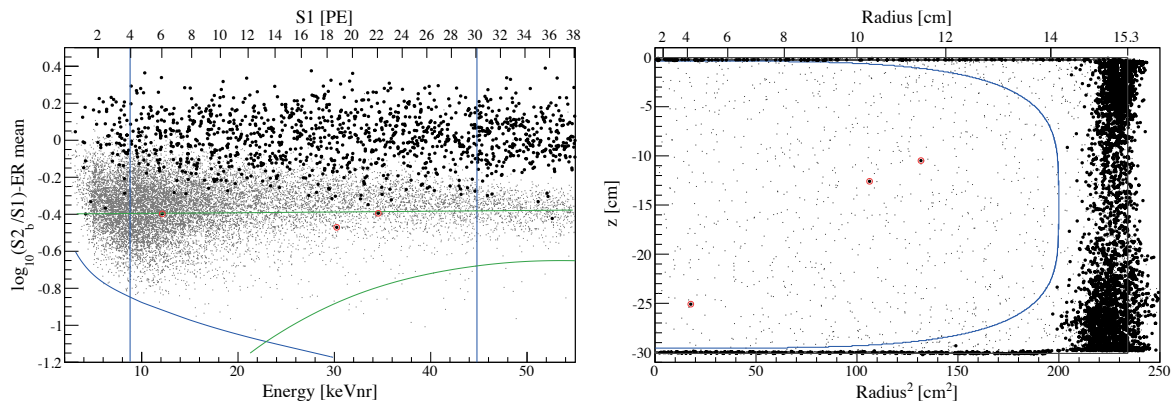 S1 [PE]
2 4 6 8 10 12 14 16 18 20 22 24 26 28 30 32 34 36 38
log10(S2_b/S1)-ER mean
0.4
0.2
0
-0.2
-0.4
-0.6
-0.8
-1
-1.2
10 20 30 40 50
Energy [keVnr]
Radius [cm]
2 4 6 8 10 12 14 15.3
z [cm]
0
-5
-10
-15
-20
-25
-30
0 50 100 150 200 250
Radius2 [cm2]